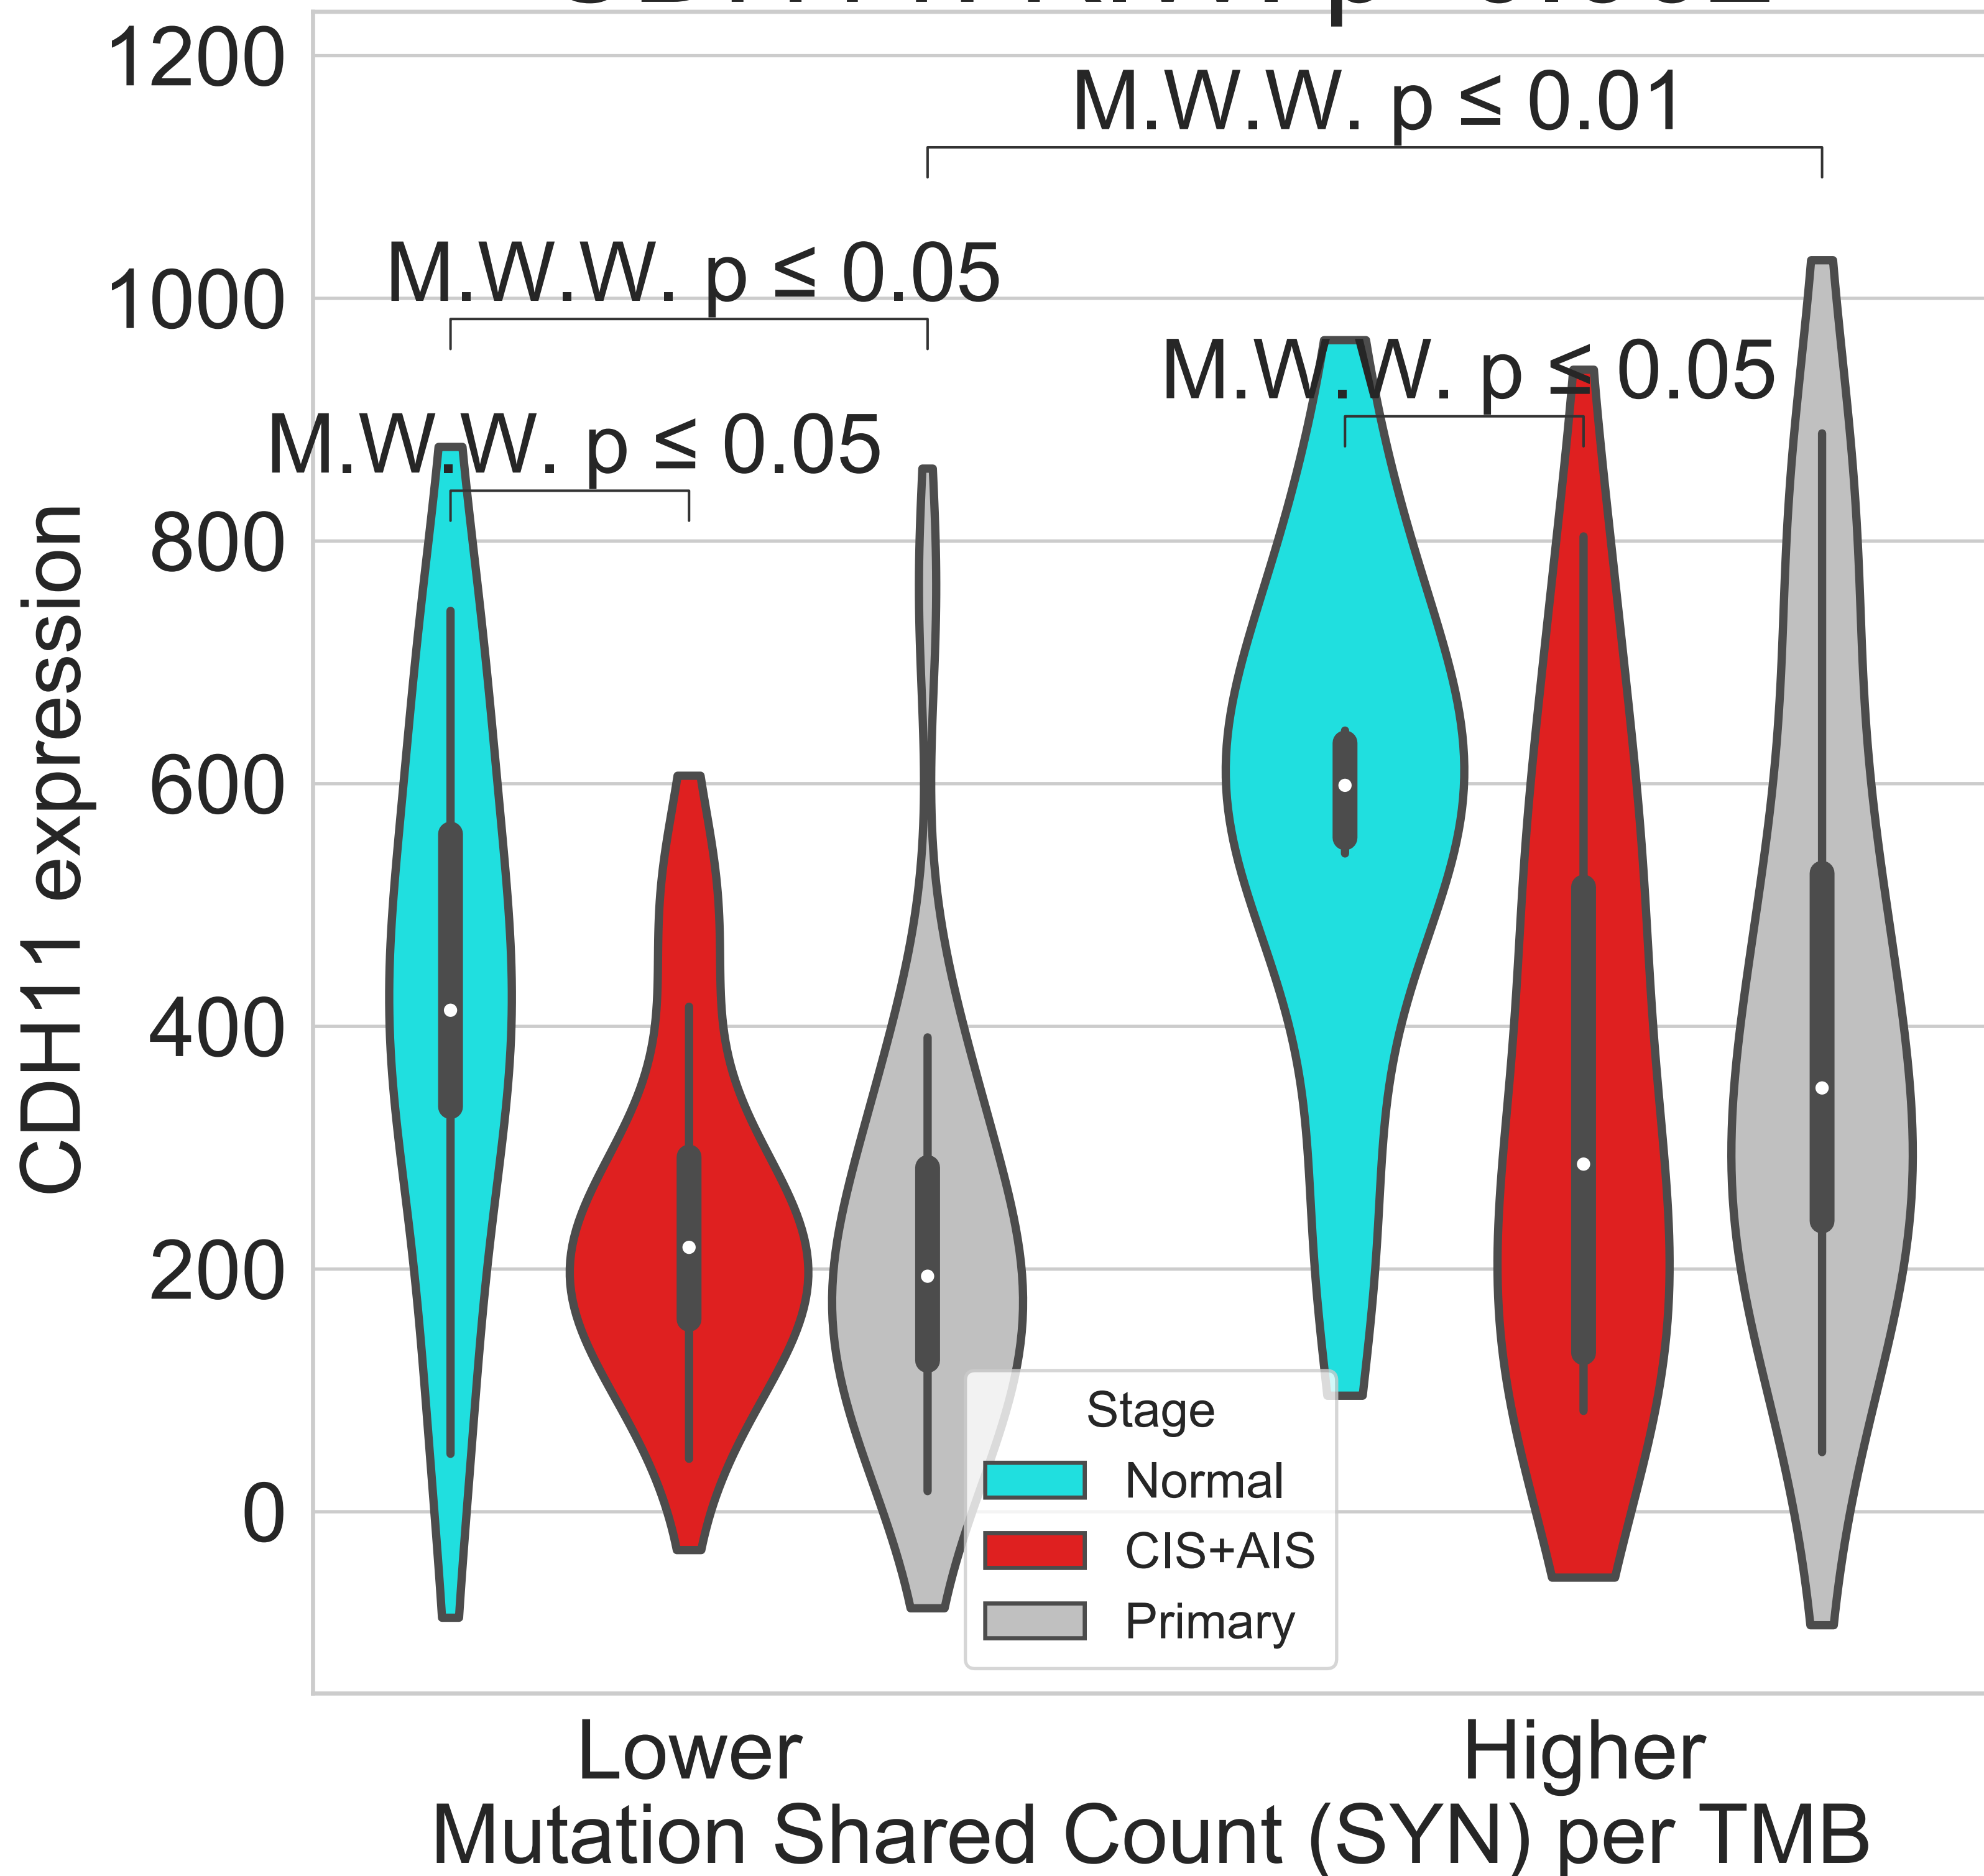 1200
M.W.W. p ≤ 0.01
M.W.W. p ≤ 0.05
1000
M.W.W. p ≤ 0.05
M.W.W. p ≤ 0.05
800
600
400
200
0
CDH11 expression
Stage
Normal
CIS+AIS
Primary
Lower
Higher
Mutation Shared Count (SYN) per TMB